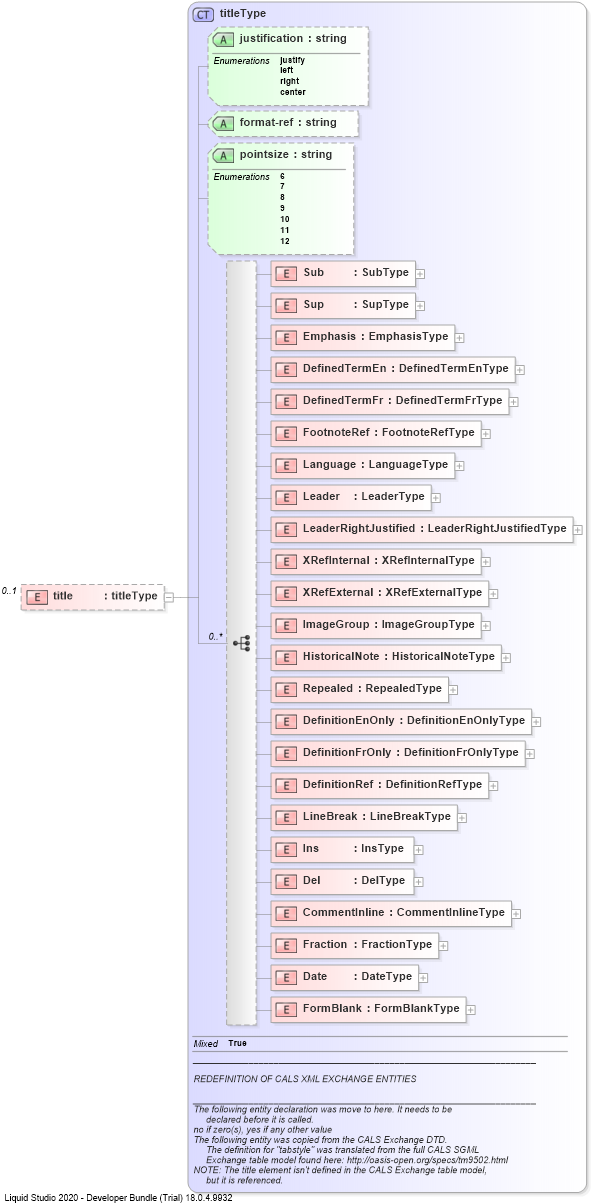 CT titleType
A justification : string
Enumerations justify
left
right
center
A format-ref : string
A pointsize : string
Enumerations 6
7
8
9
10
11
12
E Sub : SubType
E Sup : SupType
E Emphasis : EmphasisType
E DefinedTermEn : DefinedTermEnType
E DefinedTermFr : DefinedTermFrType
E FootnoteRef : FootnoteRefType
E Language : LanguageType
E Leader : LeaderType
E LeaderRightJustified : LeaderRightJustifiedType
E XRefInternal : XRefInternalType
0..1 E title : titleType
E XRefExternal : XRefExternalType
E ImageGroup : ImageGroupType
0..*
E HistoricalNote : HistoricalNoteType
E Repealed : RepealedType
E DefinitionEnOnly : DefinitionEnOnlyType
E DefinitionFrOnly : DefinitionFrOnlyType
E DefinitionRef : DefinitionRefType
E LineBreak : LineBreakType
E Ins : InsType
E Del : DelType
E CommentInline : CommentInlineType
E Fraction : FractionType
E Date : DateType
E FormBlank : FormBlankType
Mixed True
REDEFINITION OF CALS XML EXCHANGE ENTITIES
The following entity declaration was move to here. It needs to be
declared before it is called.
no if zero(s), yes if any other value
The following entity was copied from the CALS Exchange DTD.
The definition for "tabstyle" was translated from the full CALS SGML
Exchange table model found here: http://oasis-open.org/specs/tm9502.html
NOTE: The title element isn't defined in the CALS Exchange table model,
but it is referenced.
Liquid Studio 2020 - Developer Bundle (Trial) 18.0.4.9932